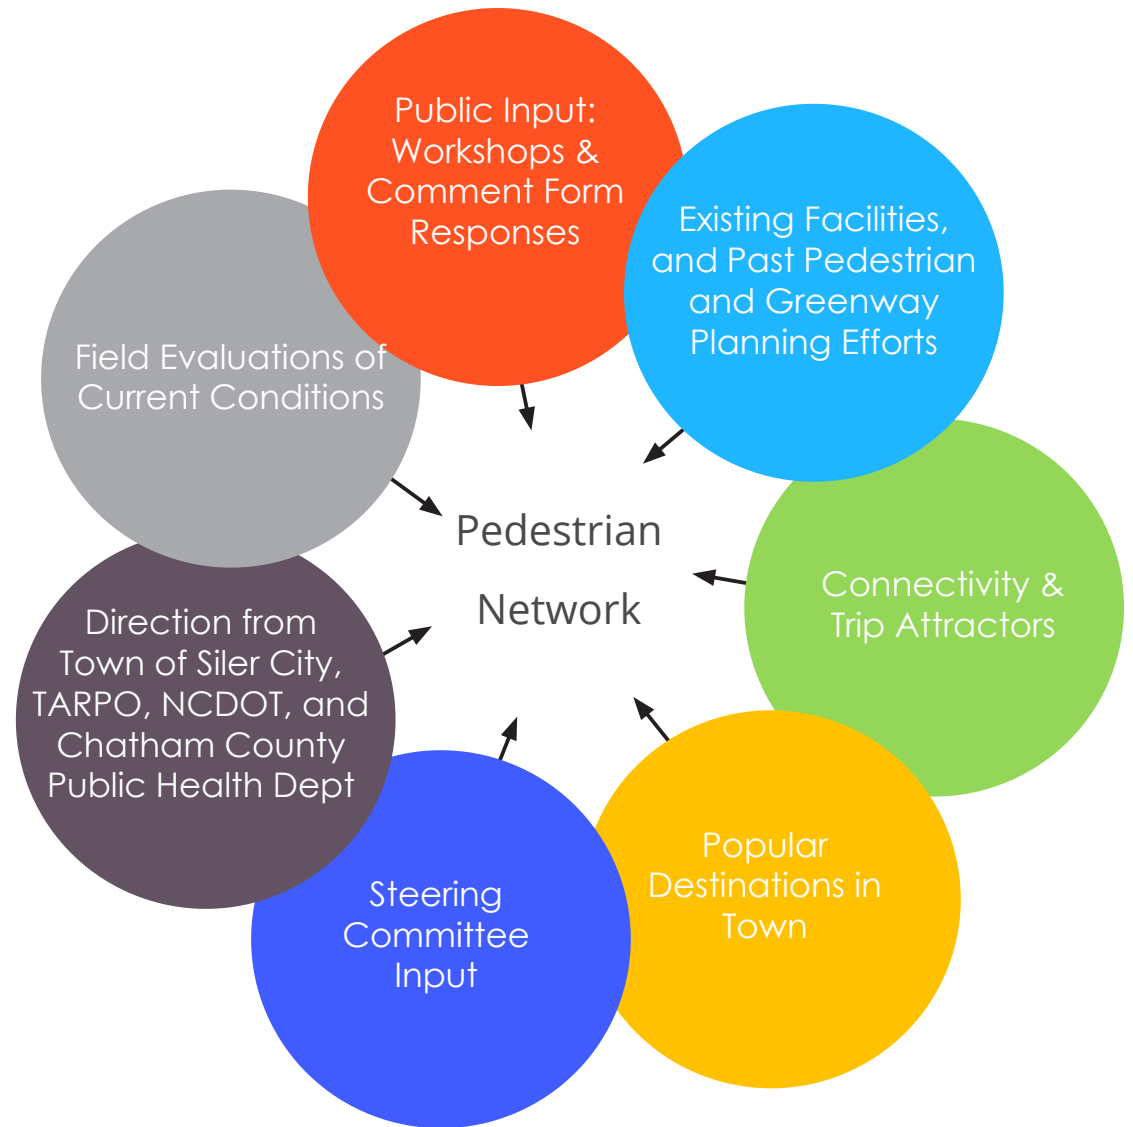 Public Input:
Workshops &
Comment Form
Responses
Existing Facilities,
and Past Pedestrian
and Greenway
Planning Efforts
Connectivity &
Trip Attractors
Popular
Destinations in
Town
Steering
Committee
Input
Direction from
Town of Siler City,
TARPO, NCDOT, and
Chatham County
Public Health Dept
Field Evaluations of
Current Conditions
Pedestrian
Network